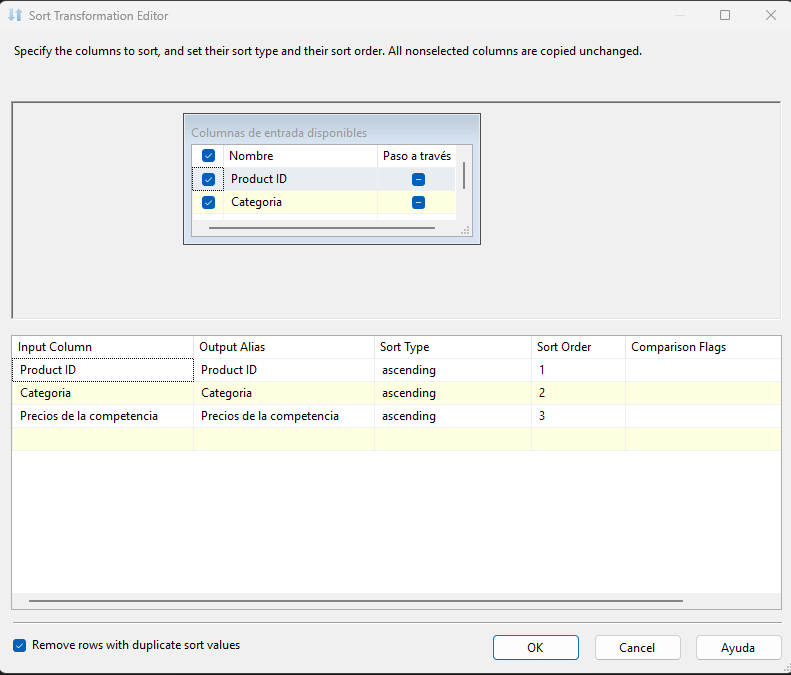 Sort Transformation Editor
Specify the columns to sort, and set their sort type and their sort order. All nonselected columns are copied unchanged.
Columnas de entrada disponibles
Nombre Paso a través
Product ID
Categoria
Input Column Output Alias Sort Type Sort Order Comparison Flags
Product ID Product ID ascending 1
Categoria Categoria ascending 2
Precios de la competencia Precios de la competencia ascending 3
Remove rows with duplicate sort values OK Cancel Ayuda